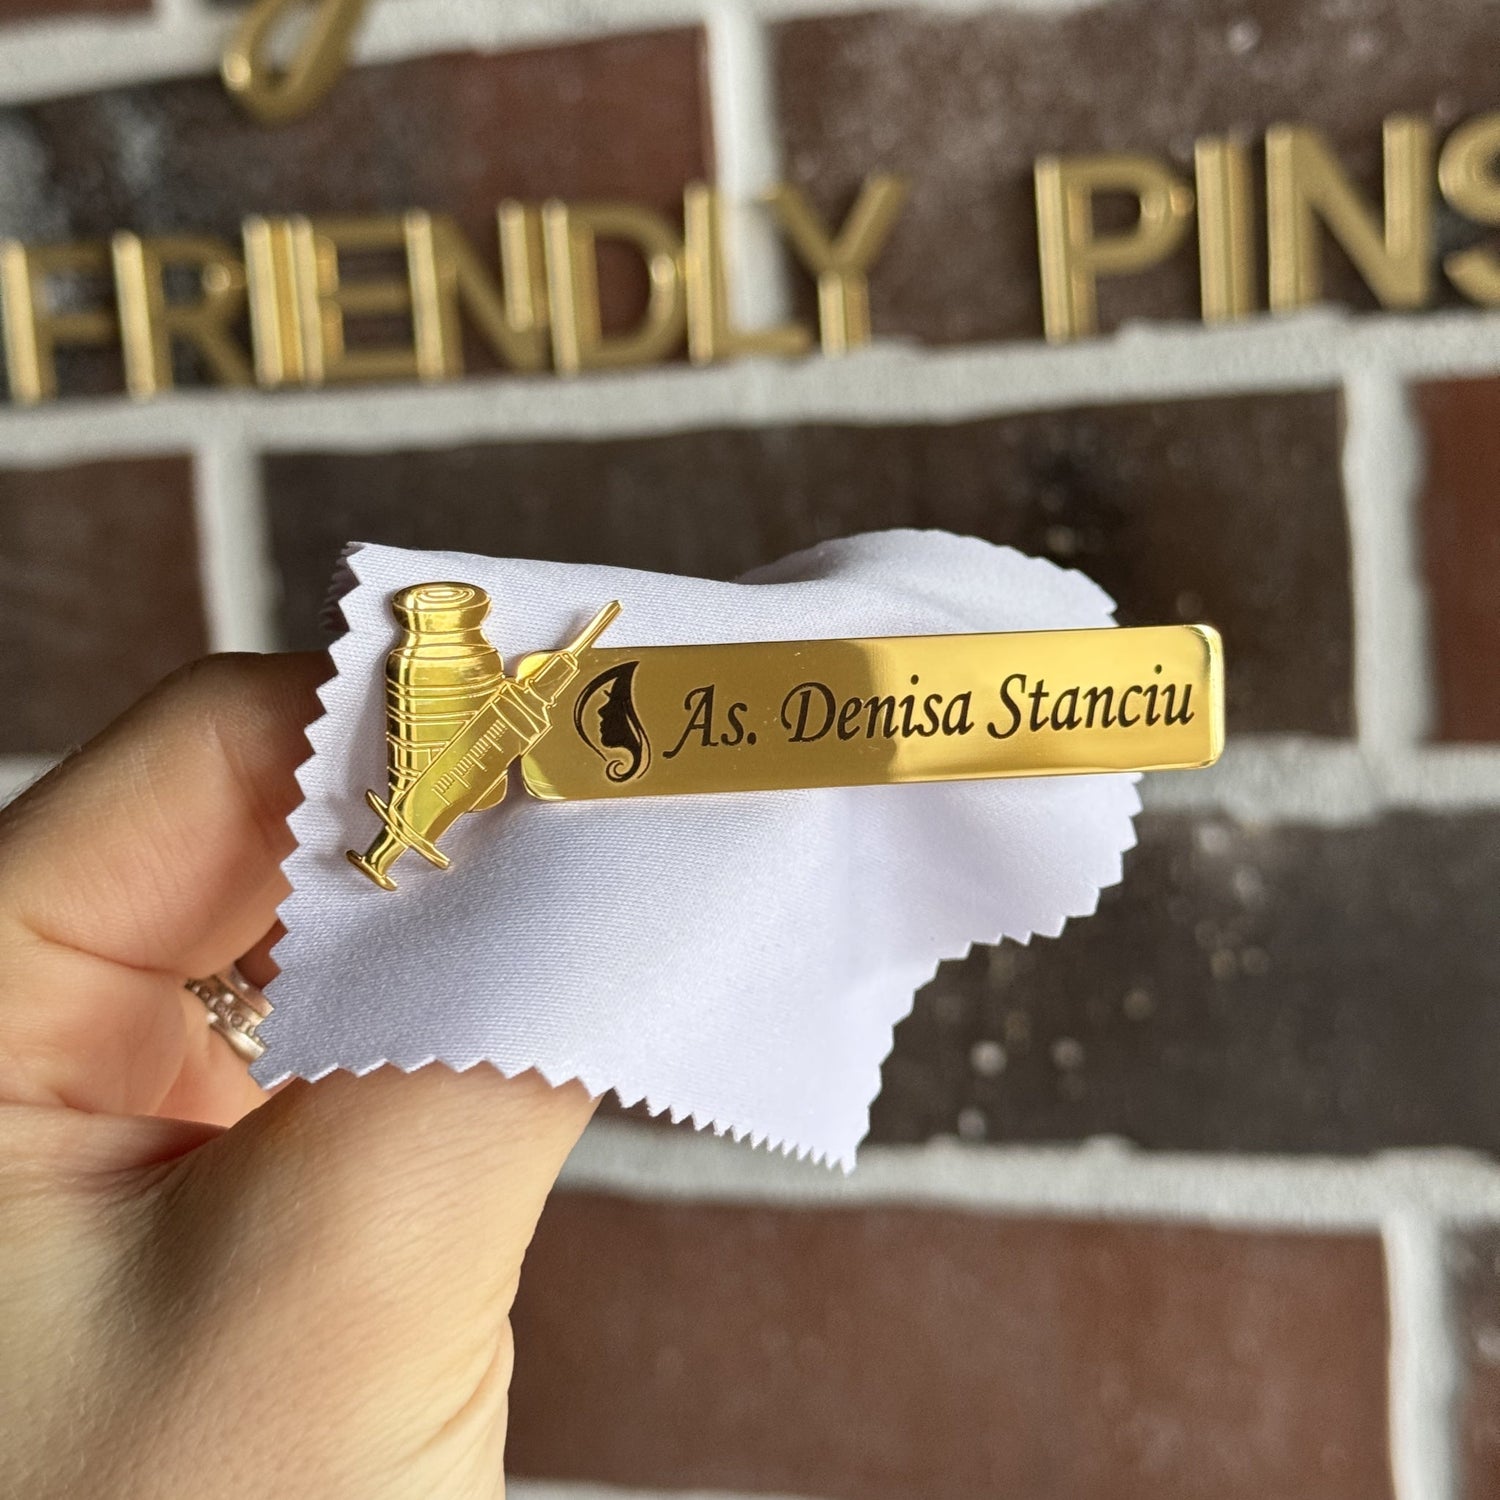 FRIENDLY PINS
As. Denisa Stanciu